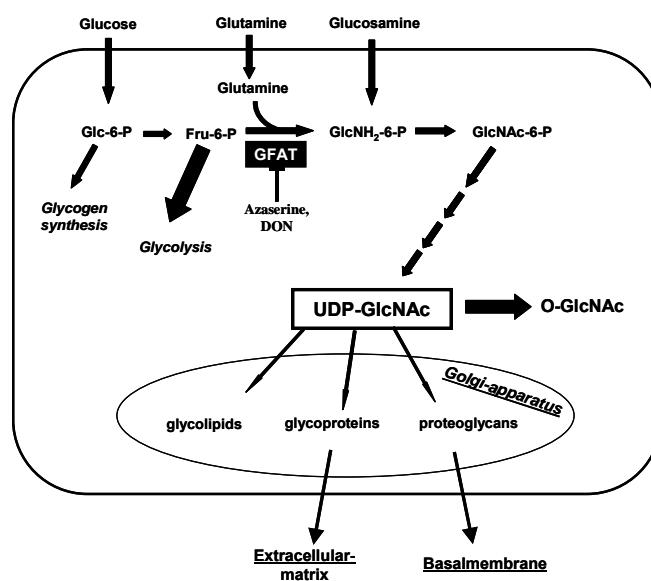 Glucose
Glutamine
Glucosamine
Glutamine
Glc-6-P
Fru-6-P
GlcNH₂-6-P
GlcNAc-6-P
GFAT
Glycogen
synthesis
Azaserine,
DON
Glycolysis
UDP-GlcNAc
O-GlcNAc
Golgi-apparatus
glycolipids
glycoproteins
proteoglycans
Extracellular-
matrix
Basalmembrane